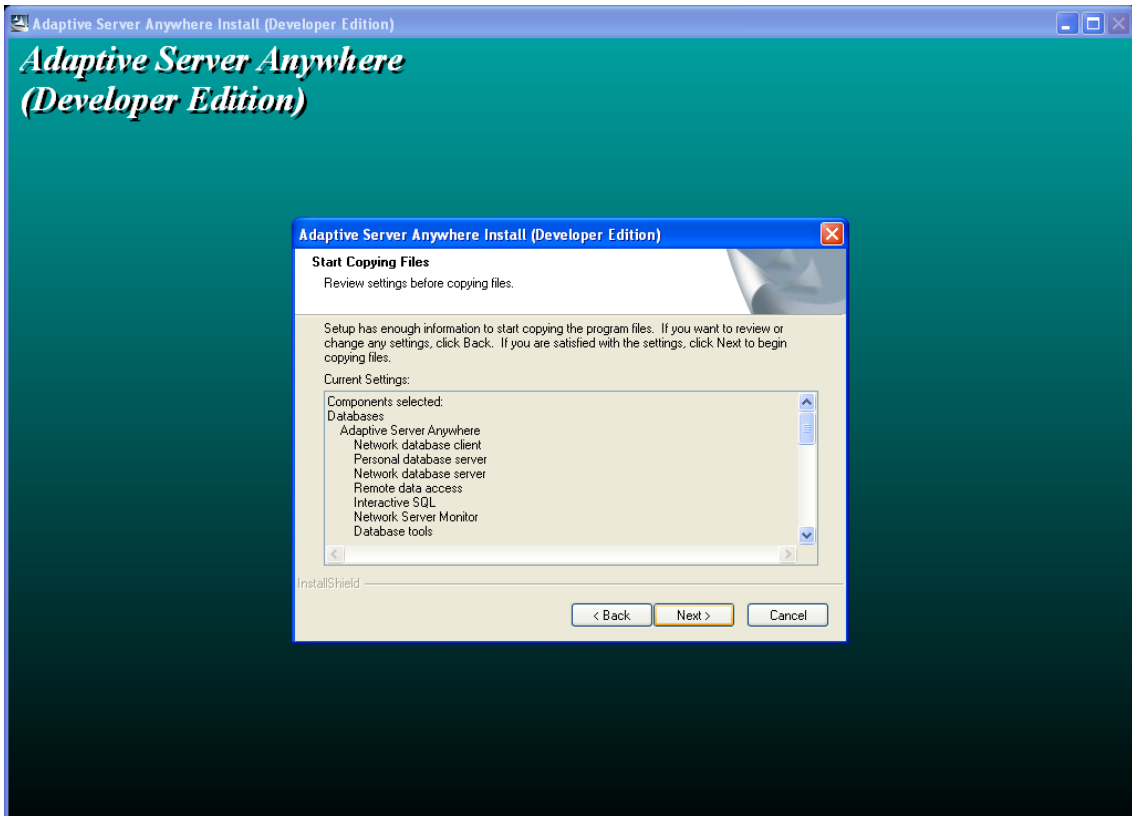 Adaptive Server Anywhere Install (Developer Edition)
Adaptive Server Anywhere
(Developer Edition)
Adaptive Server Anywhere Install (Developer Edition)
Start Copying Files
Review settings before copying files.
Setup has enough information to start copying the program files. If you want to review or
change any settings, click Back. If you are satisfied with the settings, click Next to begin
copying files.
Current Settings:
Components selected:
Databases
Adaptive Server Anywhere
Network database client
Personal database server
Network database server
Remote data access
Interactive SQL
Network Server Monitor
Database tools
InstallShield
< Back Next > Cancel